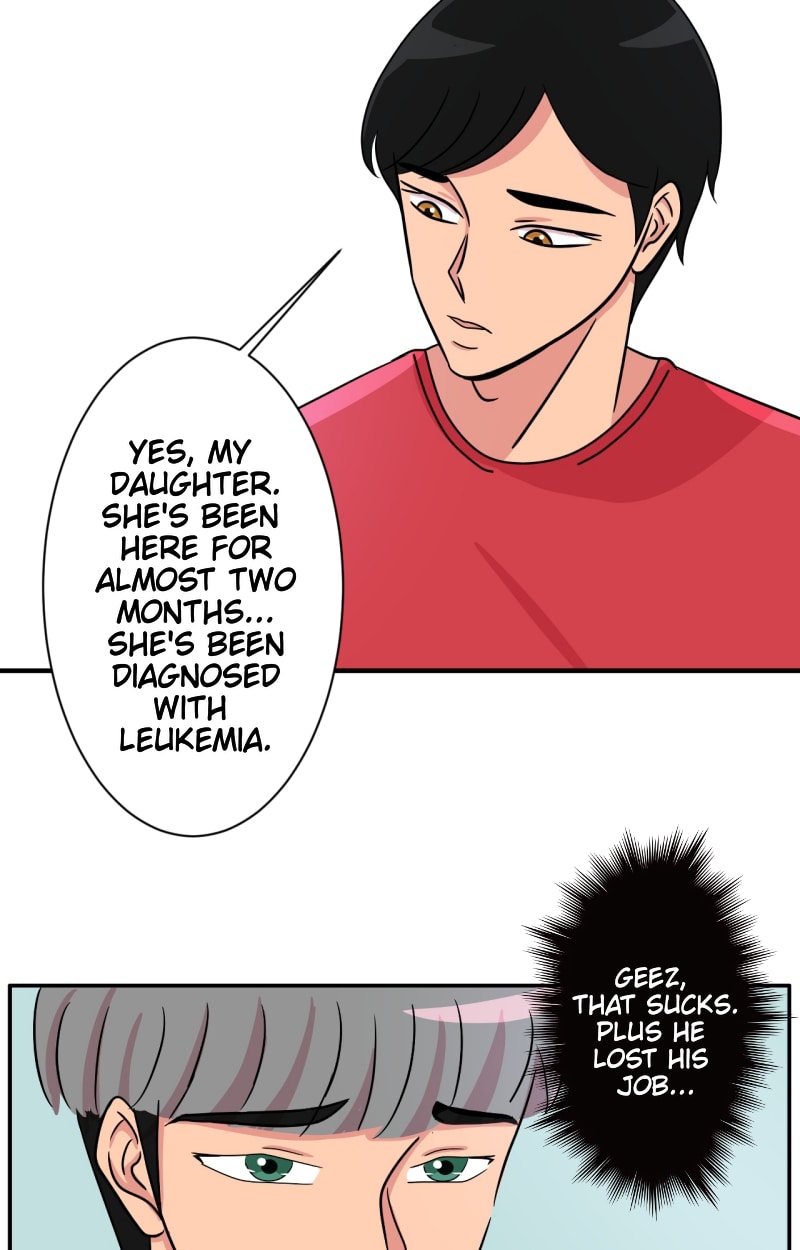 YES, MY
DAUGHTER.
SHE'S BEEN
HERE FOR
ALMOST TWO
MONTHS...
SHE'S BEEN
DIAGNOSED
WITH
LEUKEMIA.
GEEZ,
THAT SUCKS.
PLUS HE
LOST HIS
JOB...